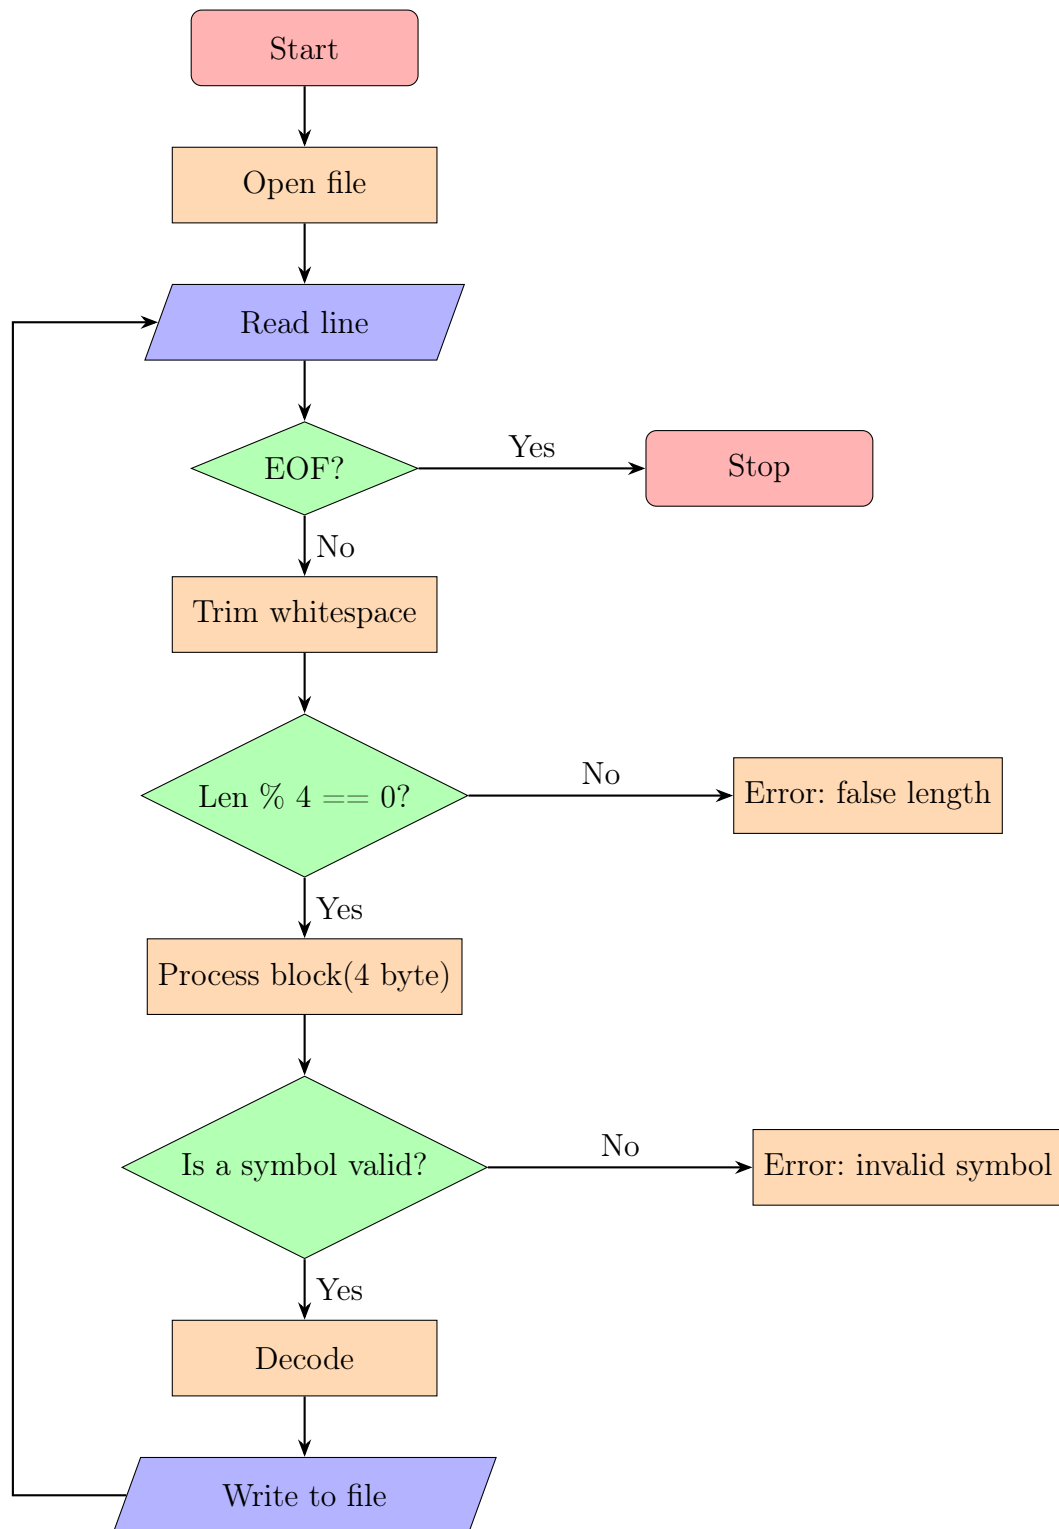 Start
Open file
Read line
EOF?
Yes
Stop
No
Trim whitespace
Len % 4 == 0?
No
Error: false length
Yes
Process block(4 byte)
Is a symbol valid?
No
Error: invalid symbol
Yes
Decode
Write to file